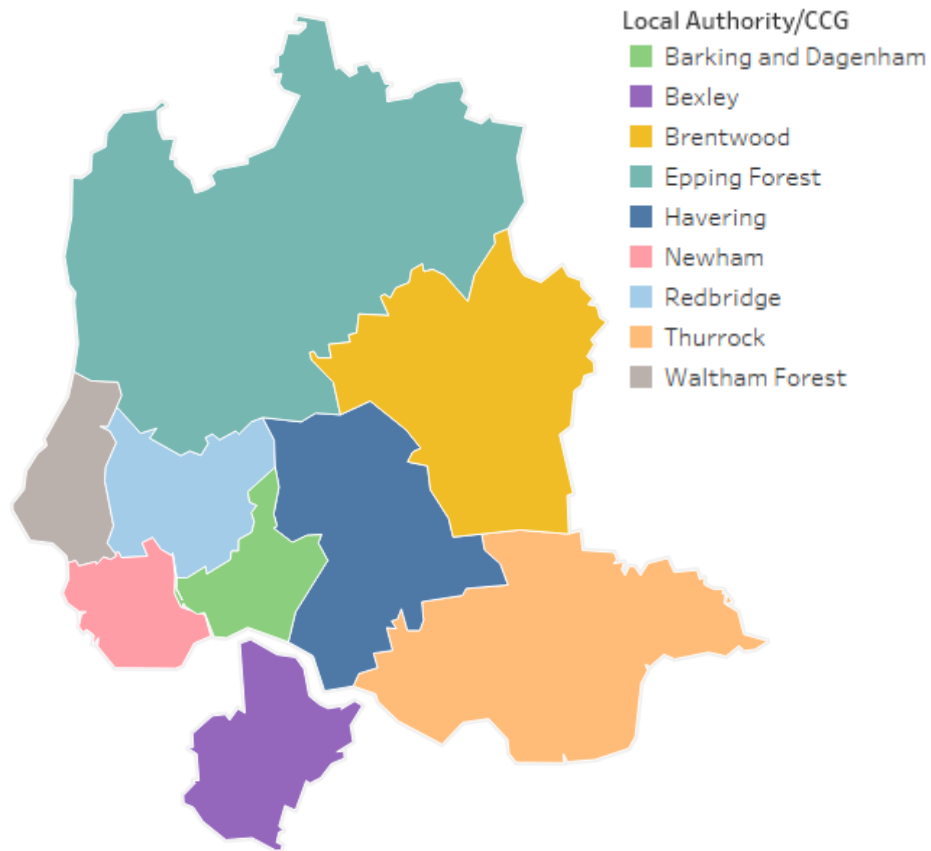 Local Authority/CCG
Barking and Dagenham
Bexley
Brentwood
Epping Forest
Havering
Newham
Redbridge
Thurrock
Waltham Forest